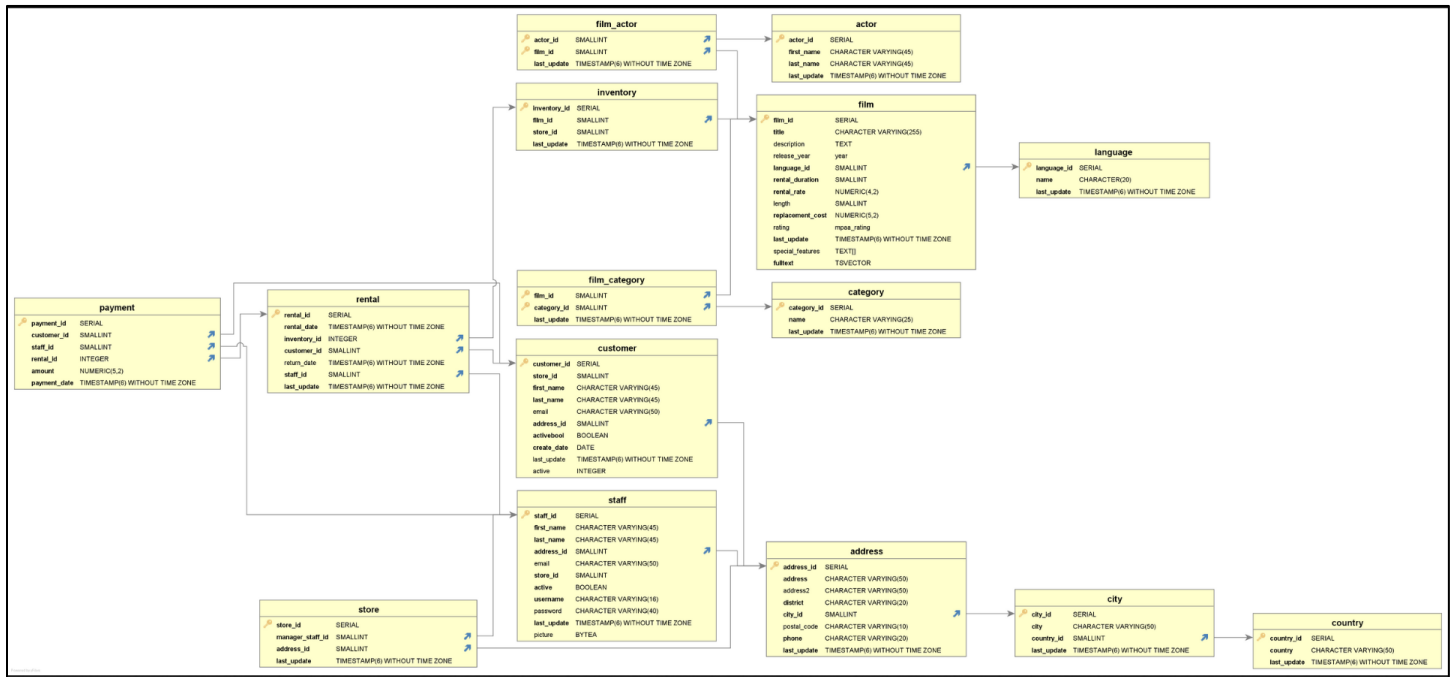 film_actor
actor_id SMALLINT
film_id SMALLINT
last_update TIMESTAMP(6) WITHOUT TIME ZONE
actor
actor_id SERIAL
first_name CHARACTER VARYING(45)
last_name CHARACTER VARYING(45)
last_update TIMESTAMP(6) WITHOUT TIME ZONE
inventory
inventory_id SERIAL
film_id SMALLINT
store_id SMALLINT
last_update TIMESTAMP(6) WITHOUT TIME ZONE
film
film_id SERIAL
title CHARACTER VARYING(255)
description TEXT
release_year year
language_id SMALLINT
rental_duration SMALLINT
rental_rate NUMERIC(4,2)
length SMALLINT
replacement_cost NUMERIC(5,2)
rating mpaa_rating
last_update TIMESTAMP(6) WITHOUT TIME ZONE
special_features TEXT[]
fulltext TSVECTOR
language
language_id SERIAL
name CHARACTER(20)
last_update TIMESTAMP(6) WITHOUT TIME ZONE
film_category
film_id SMALLINT
category_id SMALLINT
last_update TIMESTAMP(6) WITHOUT TIME ZONE
category
category_id SERIAL
name CHARACTER VARYING(25)
last_update TIMESTAMP(6) WITHOUT TIME ZONE
payment
payment_id SERIAL
customer_id SMALLINT
staff_id SMALLINT
rental_id INTEGER
amount NUMERIC(5,2)
payment_date TIMESTAMP(6) WITHOUT TIME ZONE
rental
rental_id SERIAL
rental_date TIMESTAMP(6) WITHOUT TIME ZONE
inventory_id INTEGER
customer_id SMALLINT
return_date TIMESTAMP(6) WITHOUT TIME ZONE
staff_id SMALLINT
last_update TIMESTAMP(6) WITHOUT TIME ZONE
customer
customer_id SERIAL
store_id SMALLINT
first_name CHARACTER VARYING(45)
last_name CHARACTER VARYING(45)
email CHARACTER VARYING(50)
address_id SMALLINT
activebool BOOLEAN
create_date DATE
last_update TIMESTAMP(6) WITHOUT TIME ZONE
active INTEGER
staff
staff_id SERIAL
first_name CHARACTER VARYING(45)
last_name CHARACTER VARYING(45)
address_id SMALLINT
email CHARACTER VARYING(50)
store_id SMALLINT
active BOOLEAN
username CHARACTER VARYING(16)
password CHARACTER VARYING(40)
last_update TIMESTAMP(6) WITHOUT TIME ZONE
picture BYTEA
store
store_id SERIAL
manager_staff_id SMALLINT
address_id SMALLINT
last_update TIMESTAMP(6) WITHOUT TIME ZONE
address
address_id SERIAL
address CHARACTER VARYING(50)
address2 CHARACTER VARYING(50)
district CHARACTER VARYING(20)
city_id SMALLINT
postal_code CHARACTER VARYING(10)
phone CHARACTER VARYING(20)
last_update TIMESTAMP(6) WITHOUT TIME ZONE
city
city_id SERIAL
city CHARACTER VARYING(50)
country_id SMALLINT
last_update TIMESTAMP(6) WITHOUT TIME ZONE
country
country_id SERIAL
country CHARACTER VARYING(50)
last_update TIMESTAMP(6) WITHOUT TIME ZONE